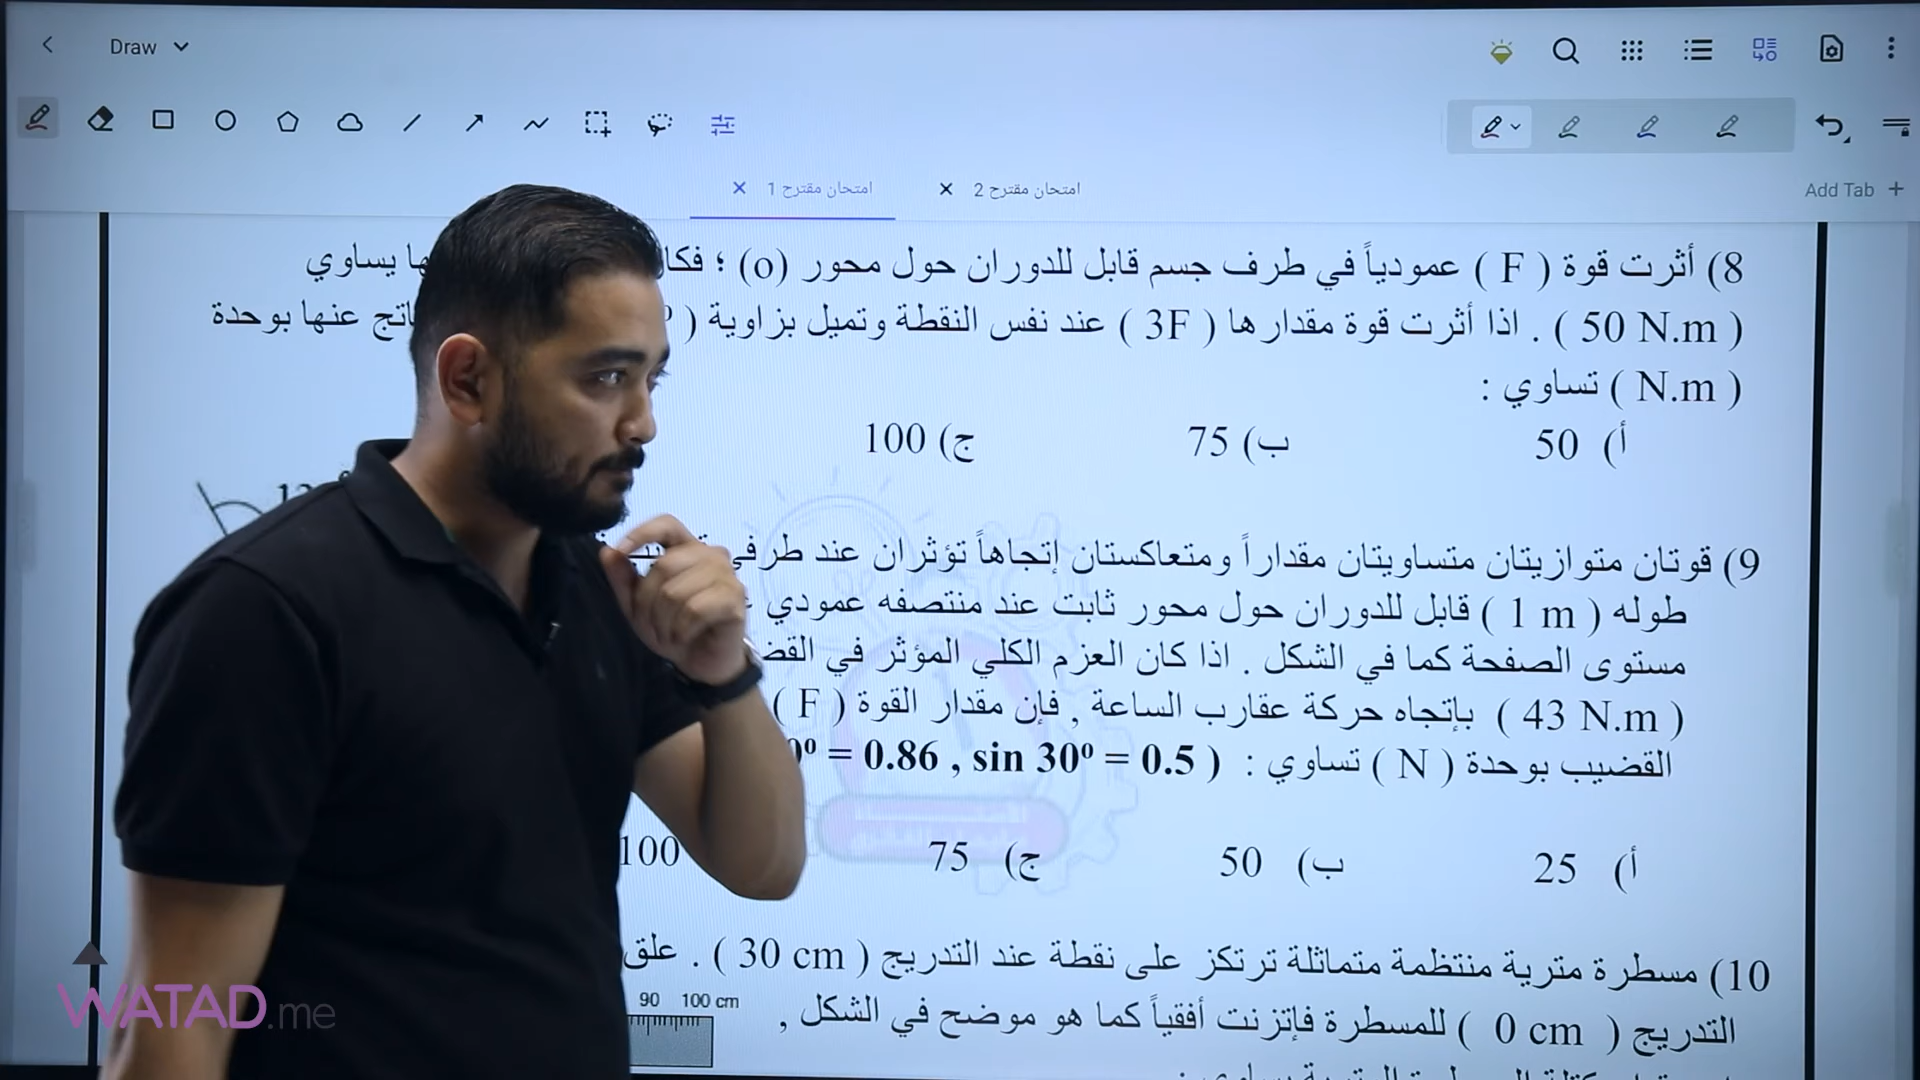 Draw
امتحان مقترح 1
امتحان مقترح 2
Add Tab +
8) أثرت قوة ( F ) عمودياً في طرف جسم قابل للدوران حول محور (o) ؛ يساوي
( 50 N.m ) . اذا أثرت قوة مقدارها ( 3F ) عند نفس النقطة وتميل بزاوية ( عنها بوحدة
( N.m ) تساوي :
أ) 50 ب) 75 ج) 100
9) قوتان متوازيتان متساويتان مقداراً ومتعاكستان إتجاهاً تؤثران عند طرفي
طوله ( 1 m ) قابل للدوران حول محور ثابت عند منتصفه عمودي
مستوى الصفحة كما في الشكل . اذا كان العزم الكلي المؤثر في
( 43 N.m ) بإتجاه حركة عقارب الساعة , فإن مقدار القوة ( F )
القضيب بوحدة ( N ) تساوي : ( sin 30⁰ = 0.5 , = 0.86
أ) 25 ب) 50 ج) 75 100
10) مسطرة مترية منتظمة متماثلة ترتكز على نقطة عند التدريج ( 30 cm ) . علق
90 100 cm
التدريج ( 0 cm ) للمسطرة فإتزنت أفقياً كما هو موضح في الشكل ,
WATAD.me